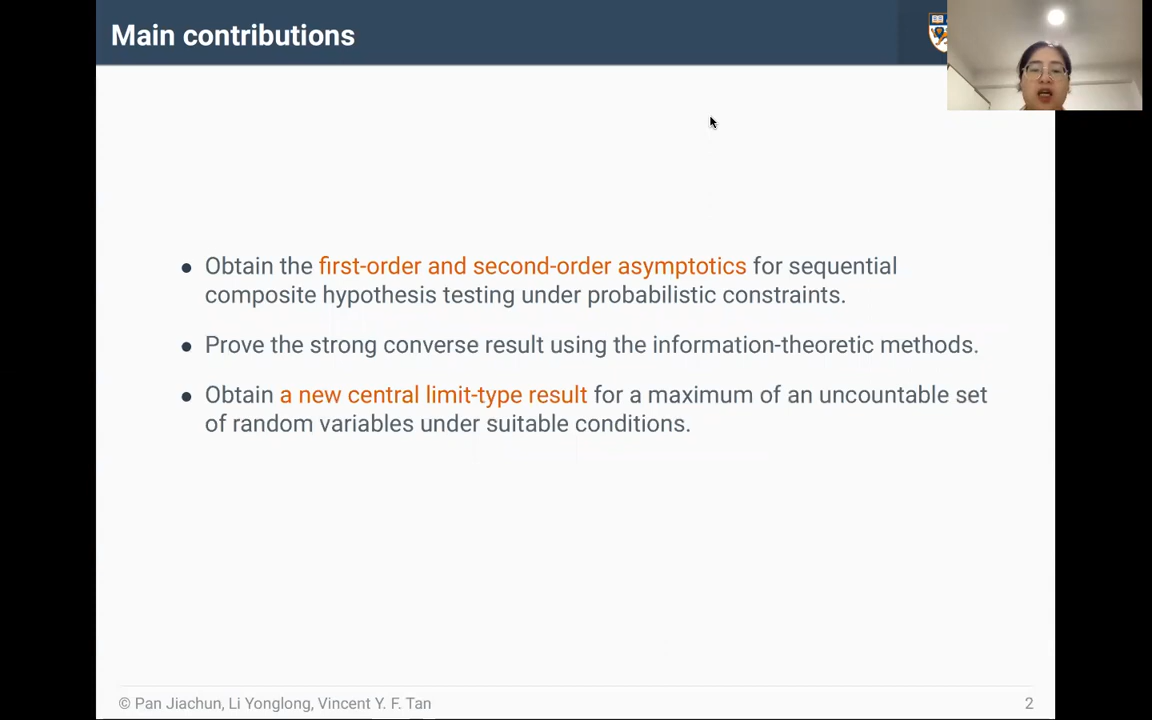 Main contributions
● Obtain the first-order and second-order asymptotics for sequential
composite hypothesis testing under probabilistic constraints.
● Prove the strong converse result using the information-theoretic methods.
● Obtain a new central limit-type result for a maximum of an uncountable set
of random variables under suitable conditions.
© Pan Jiachun, Li Yonglong, Vincent Y. F. Tan
2